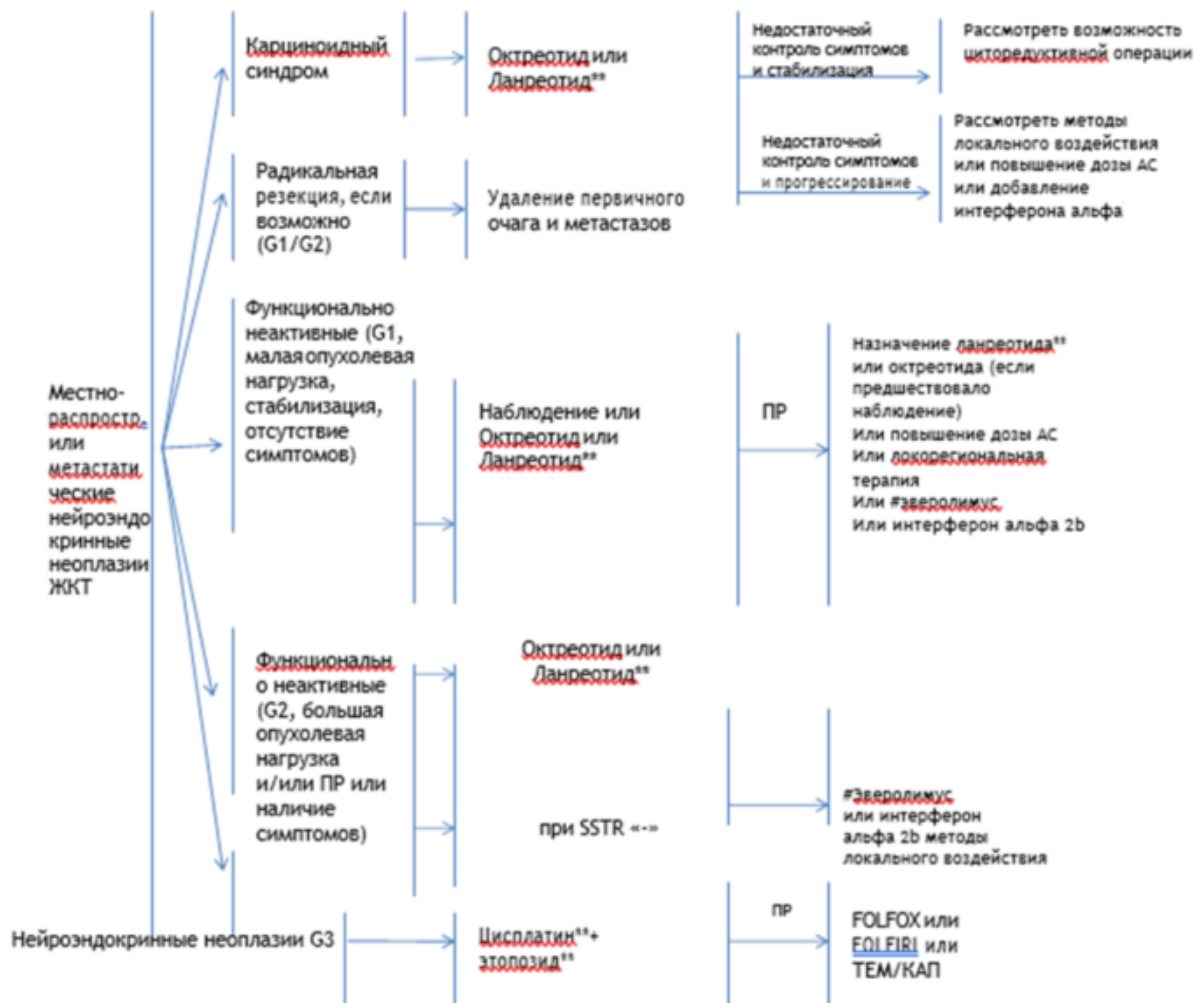 Карциноидный
синдром
Октреотид или
Ланреотид**
Недостаточный
контроль симптомов
и стабилизация
Рассмотреть возможность
циторедуктивной операции
Недостаточный
контроль симптомов
и прогрессирование
Рассмотреть методы
локального воздействия
или повышение дозы АС
или добавление
интерферона альфа
Радикальная
резекция, если
возможно
(G1/G2)
Удаление первичного
очага и метастазов
Местно-
распростр.
или
метастати
ческие
нейроэндо
кринные
неоплазии
ЖКТ
Функционально
неактивные (G1,
малая опухолевая
нагрузка,
стабилизация,
отсутствие
симптомов)
Наблюдение или
Октреотид или
Ланреотид**
ПР
Назначение ланреотида**
или октреотида (если
предшествовало
наблюдение)
Или повышение дозы АС
Или локорегиональная
терапия
Или #эверолимус
Или интерферон альфа 2b
Функциональн
о неактивные
(G2, большая
опухолевая
нагрузка
и/или ПР или
наличие
симптомов)
Октреотид или
Ланреотид**
при SSTR «-»
#Эверолимус
или интерферон
альфа 2b методы
локального воздействия
Нейроэндокринные неоплазии G3
Цисплатин**+
этопозид**
ПР
FOLFOX или
FOLFIRI или
ТЕМ/КАП